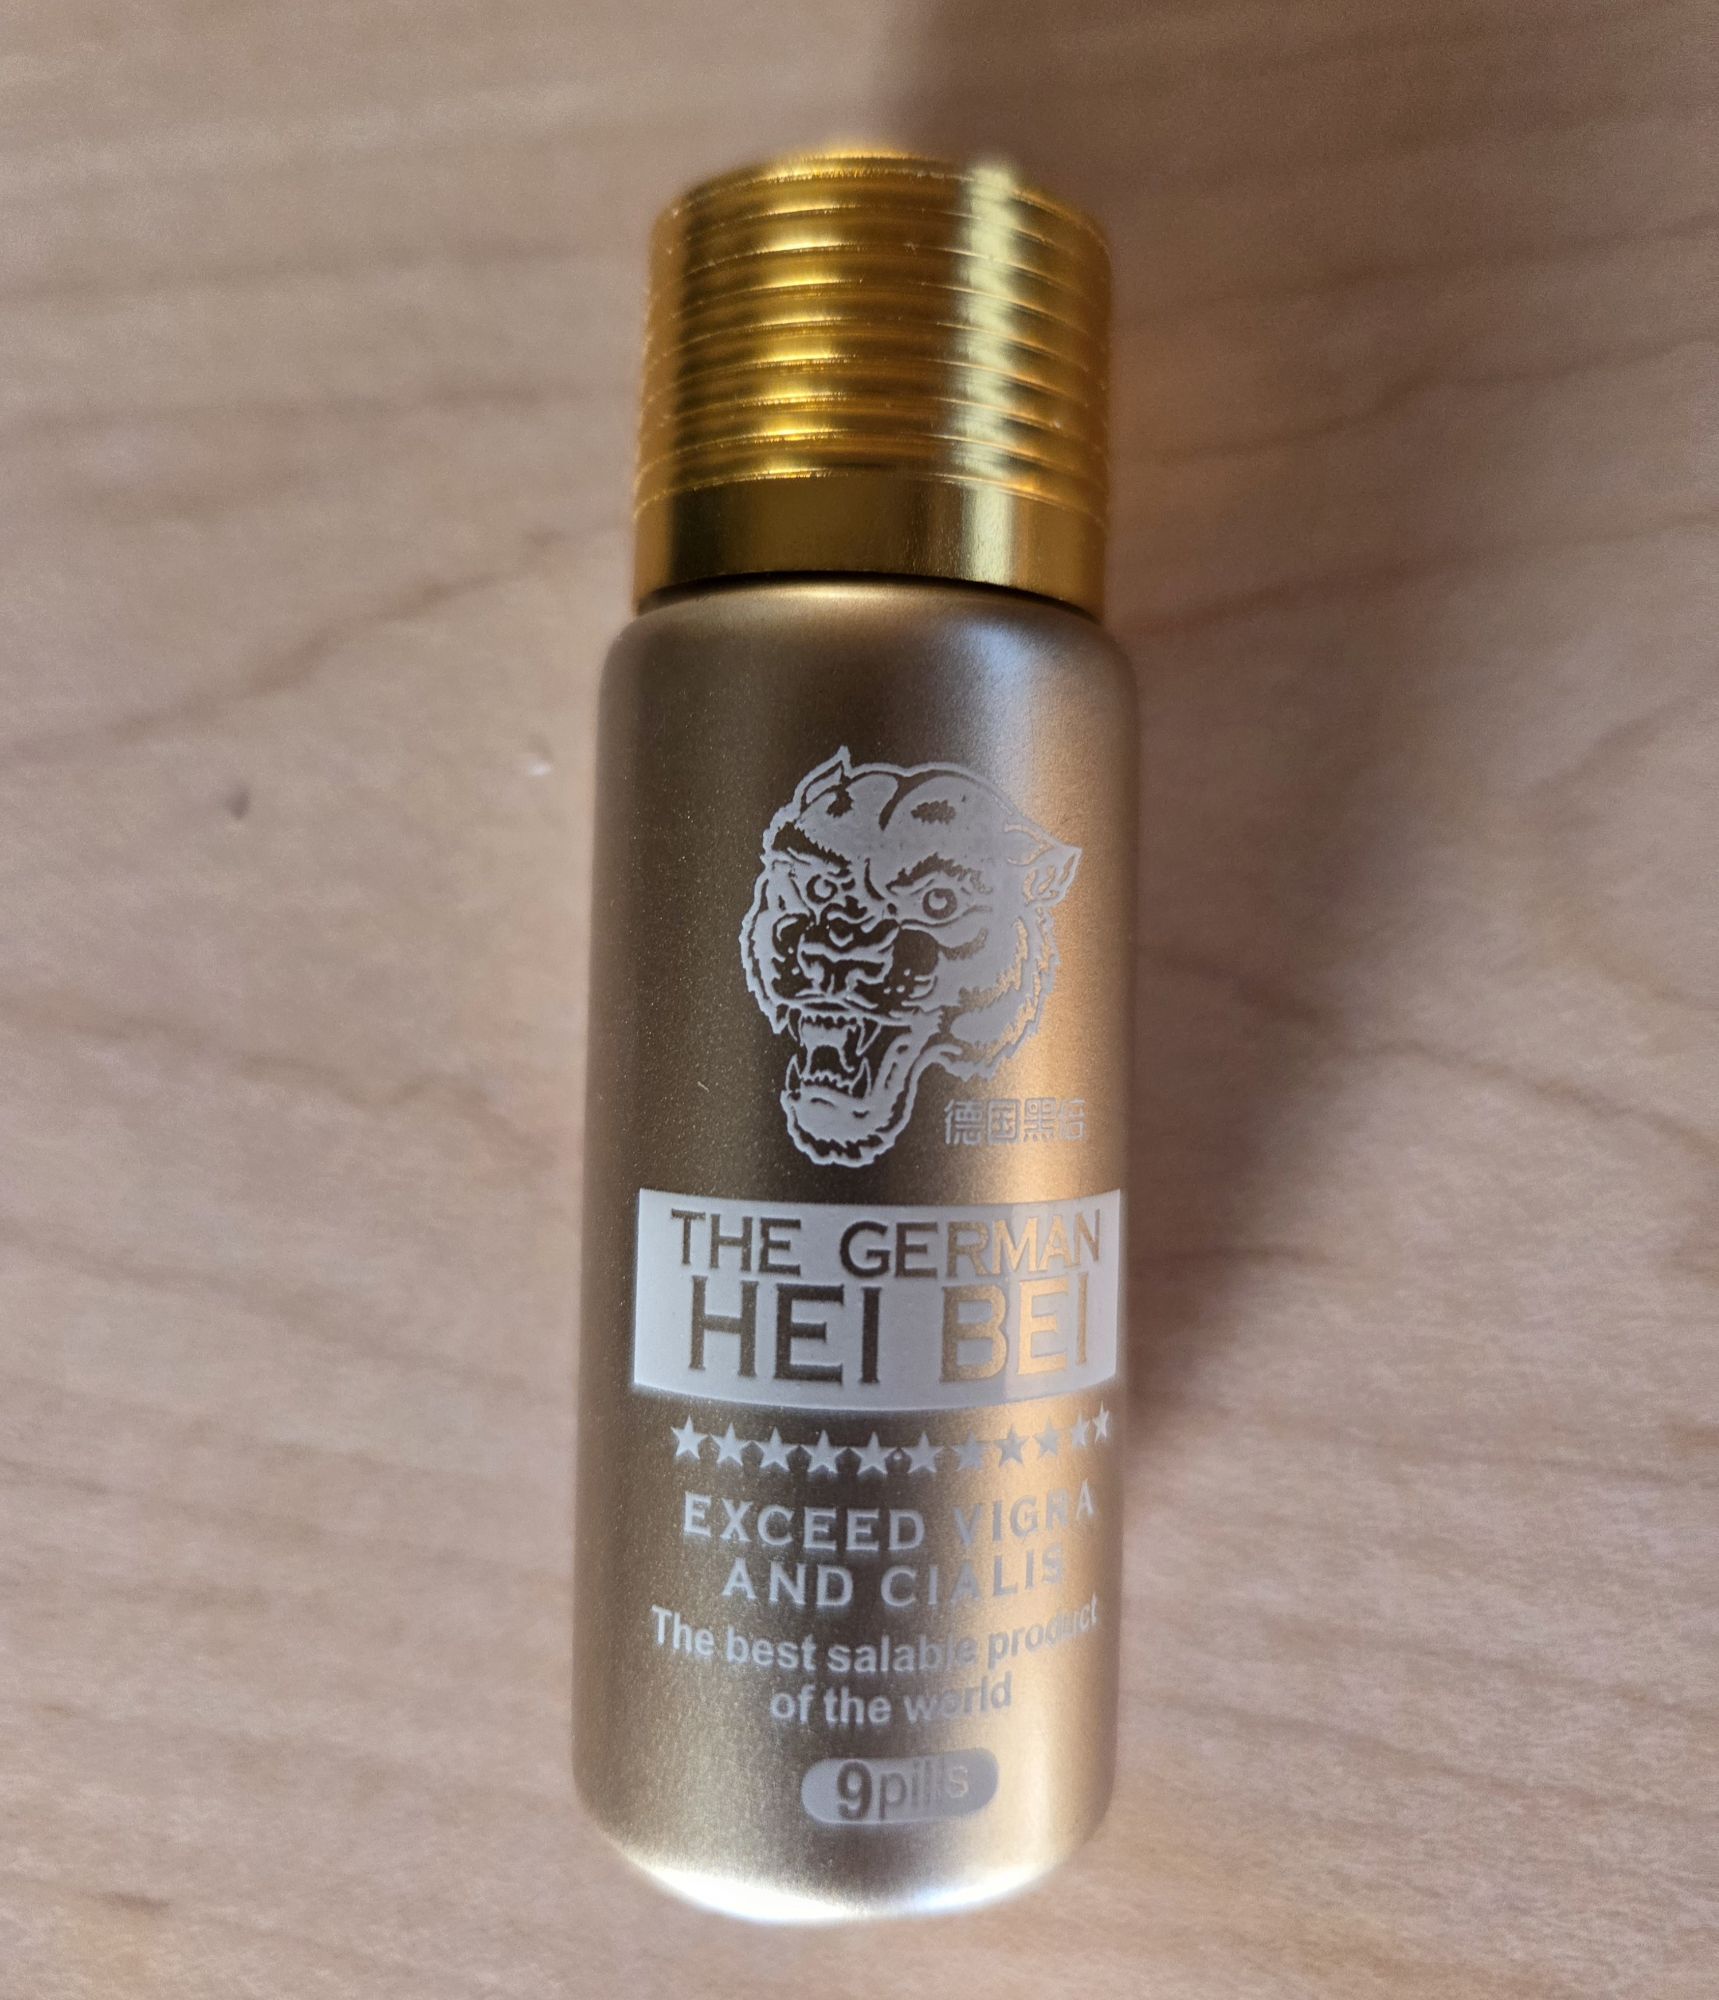 德国黑倍
THE GERMAN
HEI BEI
★★★★★★★★★★
EXCEED VIGRA
AND CIALIS
The best salable product
of the world
9pills